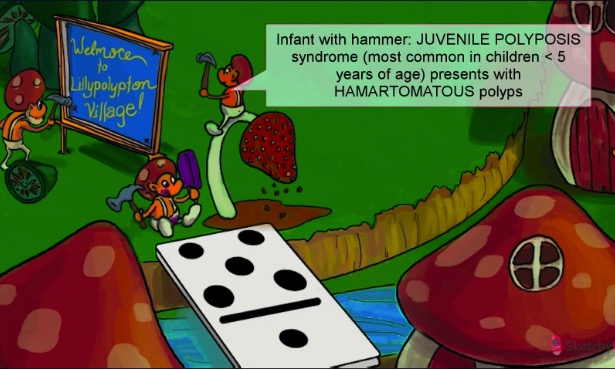 Welmoce
to
Lillypolypton
Village!
Infant with hammer: JUVENILE POLYPOSIS
syndrome (most common in children < 5
years of age) presents with
HAMARTOMATOUS polyps